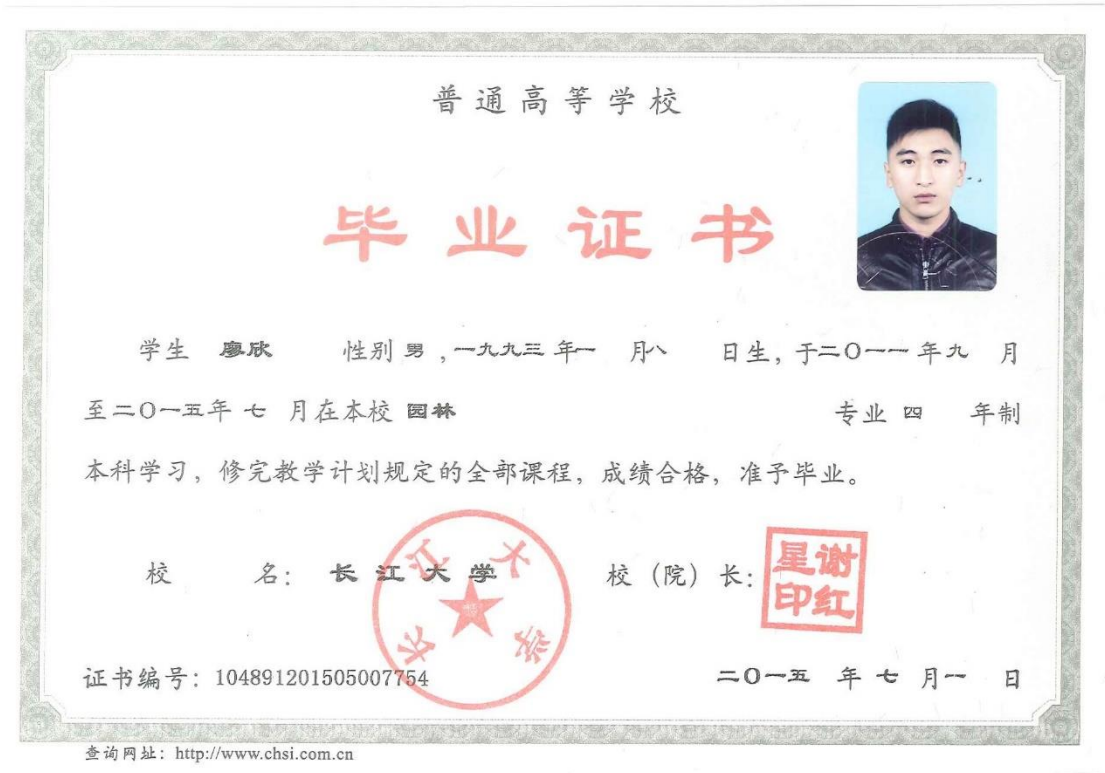 普通高等学校
毕业证书
学生 廖欣 性别 男，一九九三年一 月八 日生，于二〇一一年九 月
至二〇一五年 七 月在本校 园林 专业 四 年制
本科学习，修完教学计划规定的全部课程，成绩合格，准予毕业。
校 名： 长江大学 校（院）长：
长江大学
谢红星印
证书编号：104891201505007754 二〇一五 年 七 月一 日
查询网址：http://www.chsi.com.cn